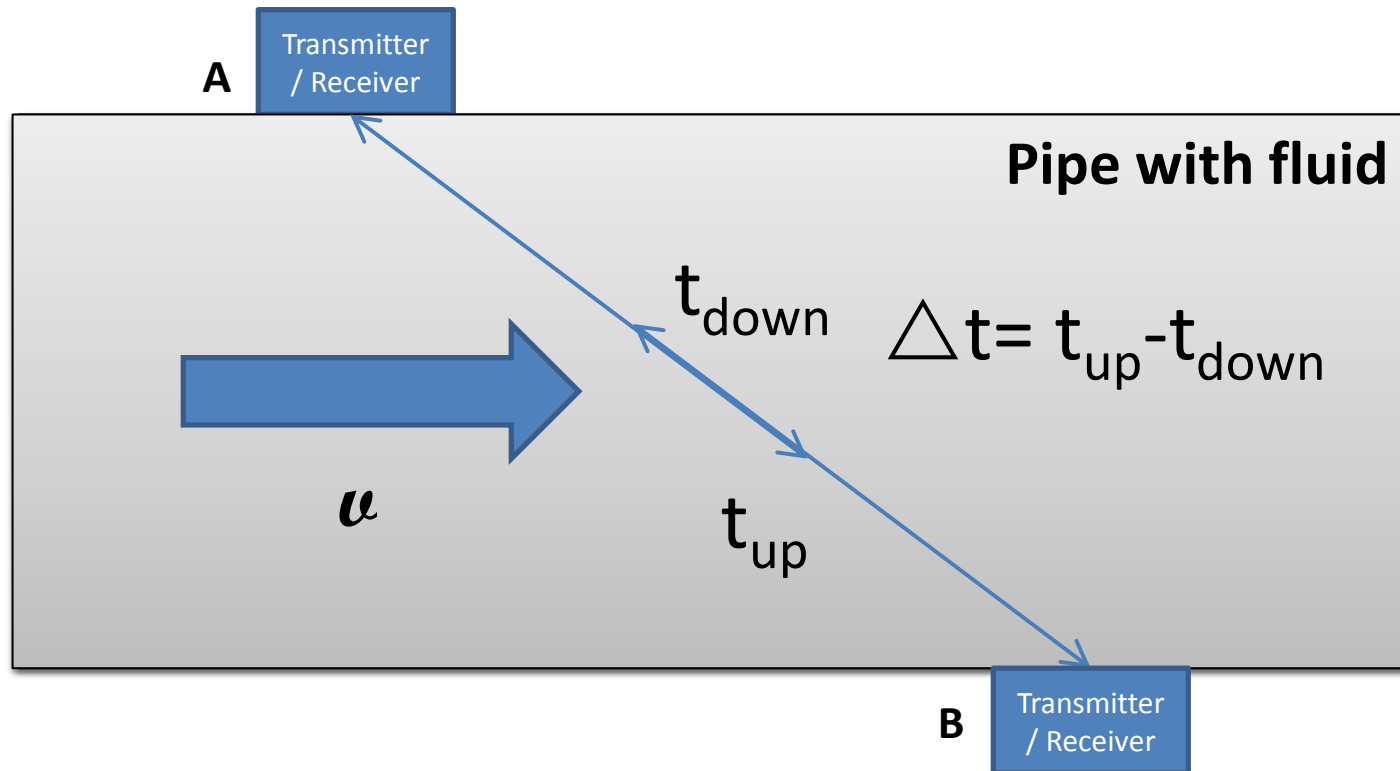 Transmitter
/ Receiver
A
Pipe with fluid
t_down
△t= t_up-t_down
𝓿
t_up
B
Transmitter
/ Receiver